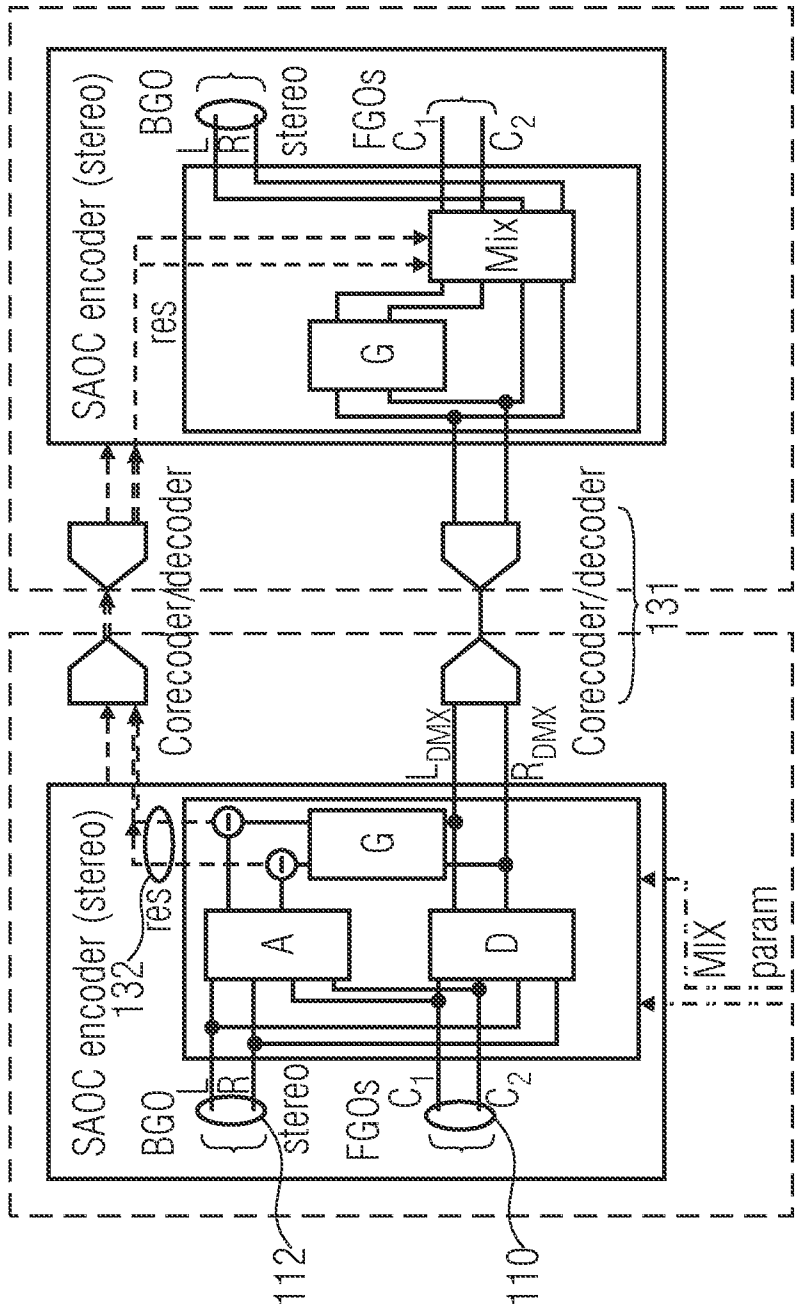 SAOC encoder (stereo)
132
res
BGO
L
R
stereo
FGOs
C1
C2
112
110
A
D
G
MIX
param
LDMX
RDMX
Corecoder/decoder
Corecoder/decoder
131
SAOC encoder (stereo)
res
G
Mix
BGO
L
R
stereo
FGOs
C1
C2